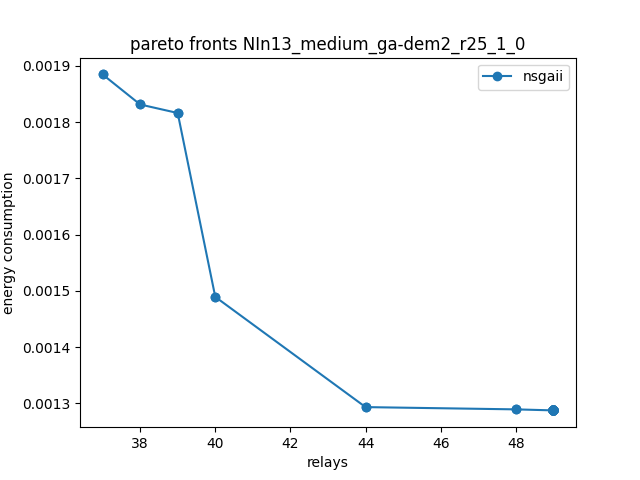 pareto fronts NIn13_medium_ga-dem2_r25_1_0
nsgaii
0.0019
0.0018
0.0017
0.0016
0.0015
0.0014
0.0013
energy consumption
38 40 42 44 46 48
relays